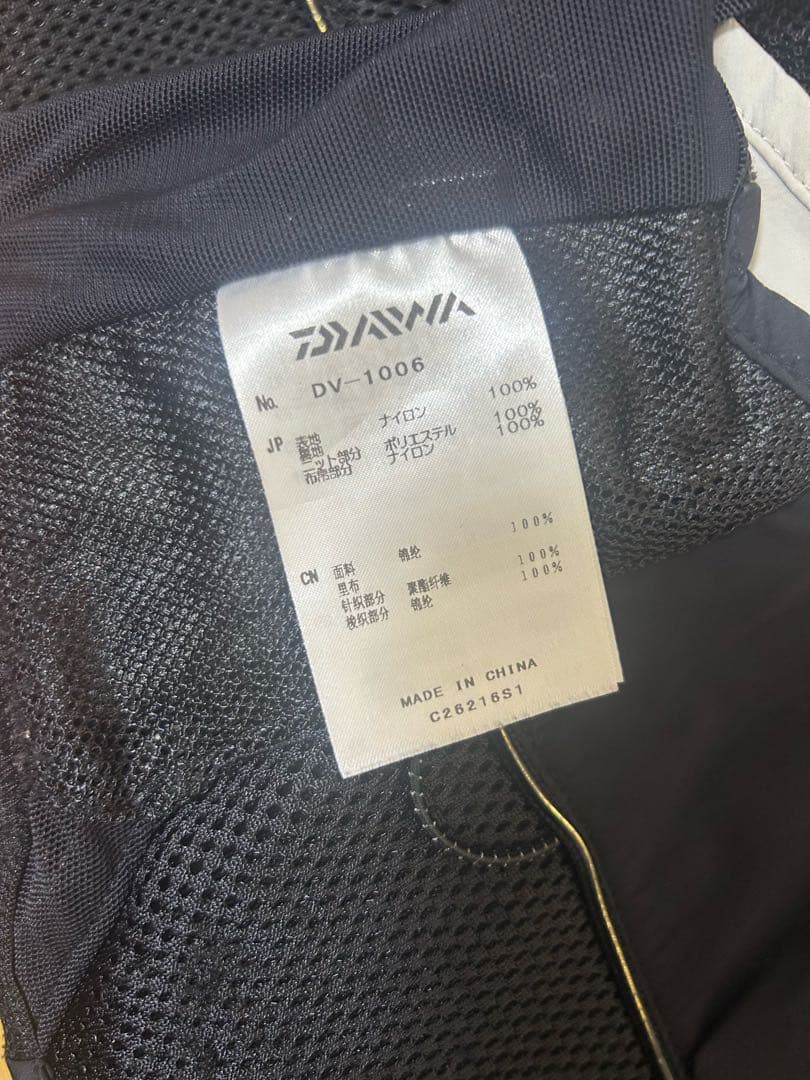 DAIWA
No. DV-1006
JP 表地 ナイロン 100%
裏地
ニット部分 ポリエステル 100%
布帛部分 ナイロン 100%
CN 面料 锦纶 100%
里布
针织部分 聚酯纤维 100%
梭织部分 锦纶 100%
MADE IN CHINA
C26216S1